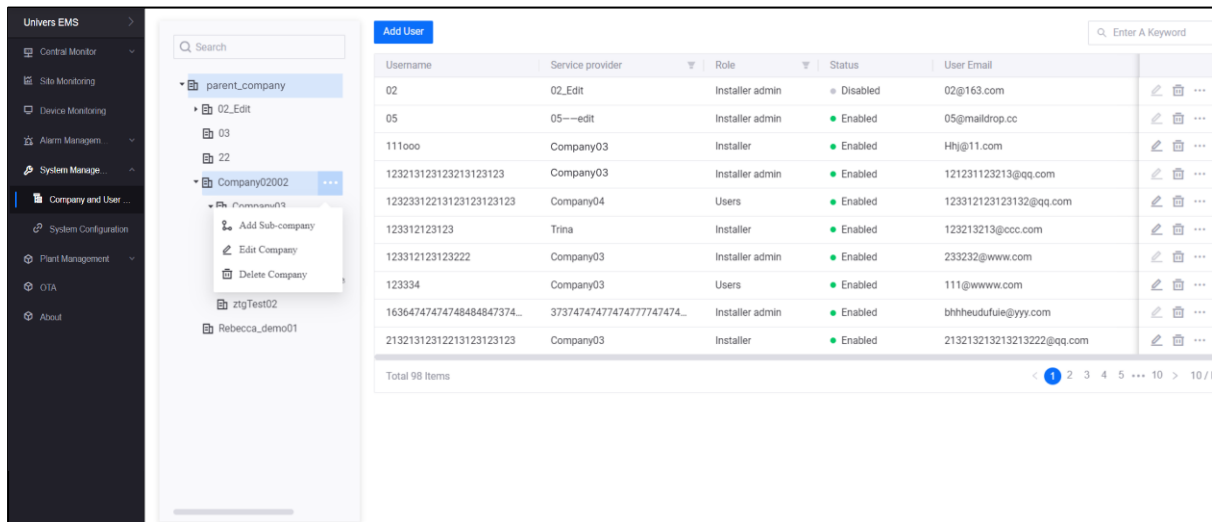 Univers EMS
Central Monitor
Site Monitoring
Device Monitoring
Alarm Managem...
System Manage...
Company and User ...
System Configuration
Plant Management
OTA
About
Search
parent_company
02_Edit
03
22
Company02002
Company03
Add Sub-company
Edit Company
Delete Company
ztgTest02
Rebecca_demo01
Add User
Enter A Keyword
Username Service provider Role Status User Email
02 02_Edit Installer admin Disabled 02@163.com
05 05——edit Installer admin Enabled 05@maildrop.cc
111ooo Company03 Installer Enabled Hhj@11.com
123213123123213123123 Company03 Installer Enabled 121231123213@qq.com
12323312213123123123123 Company04 Users Enabled 123312123123132@qq.com
123312123123 Trina Installer Enabled 123213213@ccc.com
123312123123222 Company03 Installer admin Enabled 233232@www.com
123334 Company03 Users Enabled 111@wwww.com
1636474747474848484847374... 3737474747747477774747... Installer admin Enabled bhhheudufuie@yyy.com
21321312312213123123123 Company03 Installer Enabled 213213213213213222@qq.com
Total 98 Items
< 1 2 3 4 5 ••• 10 > 10 /